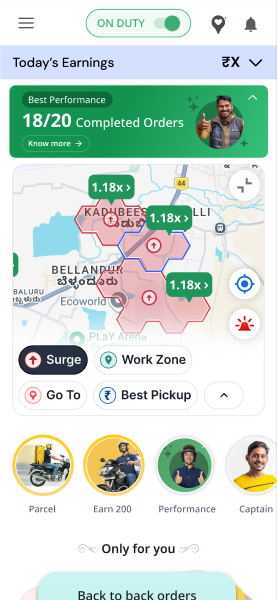 ON DUTY
Today's Earnings ₹X
Best Performance
18/20 Completed Orders
Know more →
44
1.18x ›
1.18x ›
BELLANDUR
ಬೆಳ್ಳಂದೂರು
1.18x ›
Ecoworld
PLaY Arena
Surge
Work Zone
Go To
Best Pickup
Parcel
Earn 200
Performance
Captain
Only for you
Back to back orders